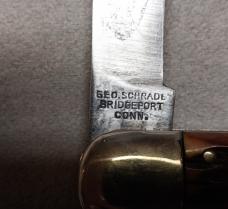 GEO. SCHRADE
BRIDGEPORT
CONN.